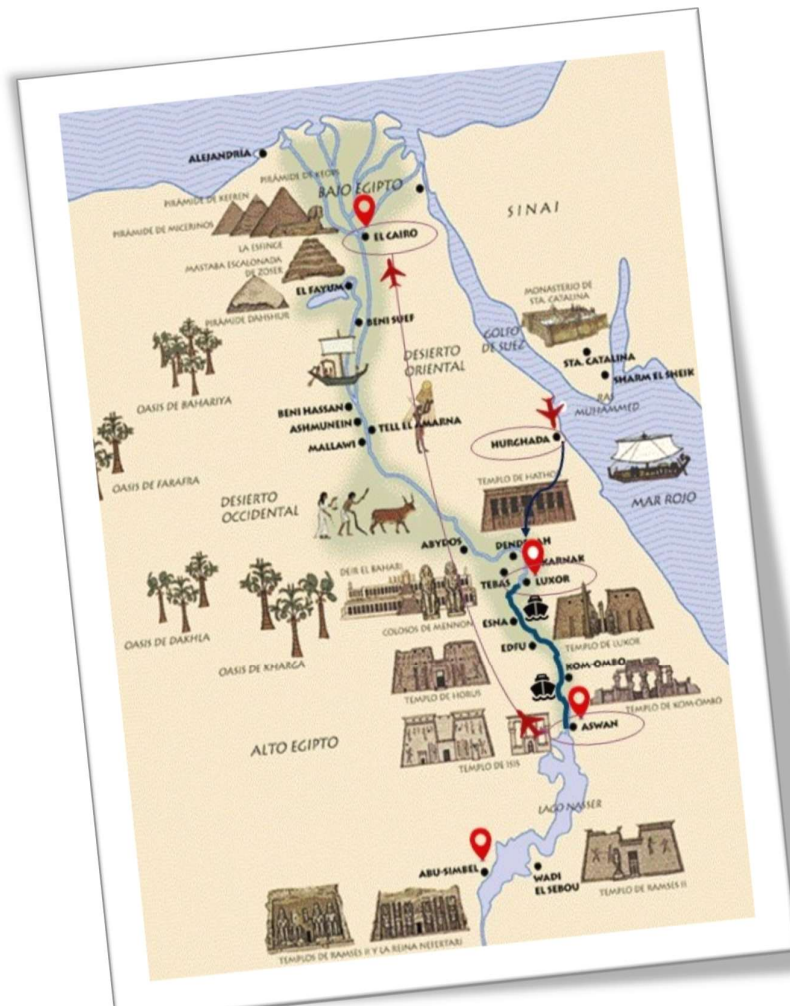 ALEJANDRÍA
PIRÁMIDE DE KEOPS
BAJO EGIPTO
PIRÁMIDE DE KEFREN
PIRÁMIDE DE MICERINOS
EL CAIRO
SINAI
LA ESFINGE
MASTABA ESCALONADA
DE ZOSER
EL FAYUM
PIRÁMIDE DAHSHUR
BENI SUEF
MONASTERIO DE
STA. CATALINA
GOLFO
DE SUEZ
DESIERTO
ORIENTAL
STA. CATALINA
SHARM EL SHEIK
RAS
MUHAMMED
OASIS DE BAHARIYA
BENI HASSAN
ASHMUNEIN
TELL EL AMARNA
MALLAWI
HURGHADA
OASIS DE FARAFRA
TEMPLO DE HATHO
MAR ROJO
DESIERTO
OCCIDENTAL
ABYDOS
KARNAK
DEIR EL BAHARI
TEBAS
LUXOR
COLOSOS DE MENNON
ESNA
TEMPLO DE LUXOR
OASIS DE DAKHLA
OASIS DE KHARGA
EDFU
KOM-OMBO
TEMPLO DE HORUS
TEMPLO DE KOM-OMBO
ASWAN
ALTO EGIPTO
TEMPLO DE ISIS
LAGO NASSER
ABU-SIMBEL
WADI
EL SEBOU
TEMPLO DE RAMSES II
TEMPLOS DE RAMSÉS II Y LA REINA NEFERTARI